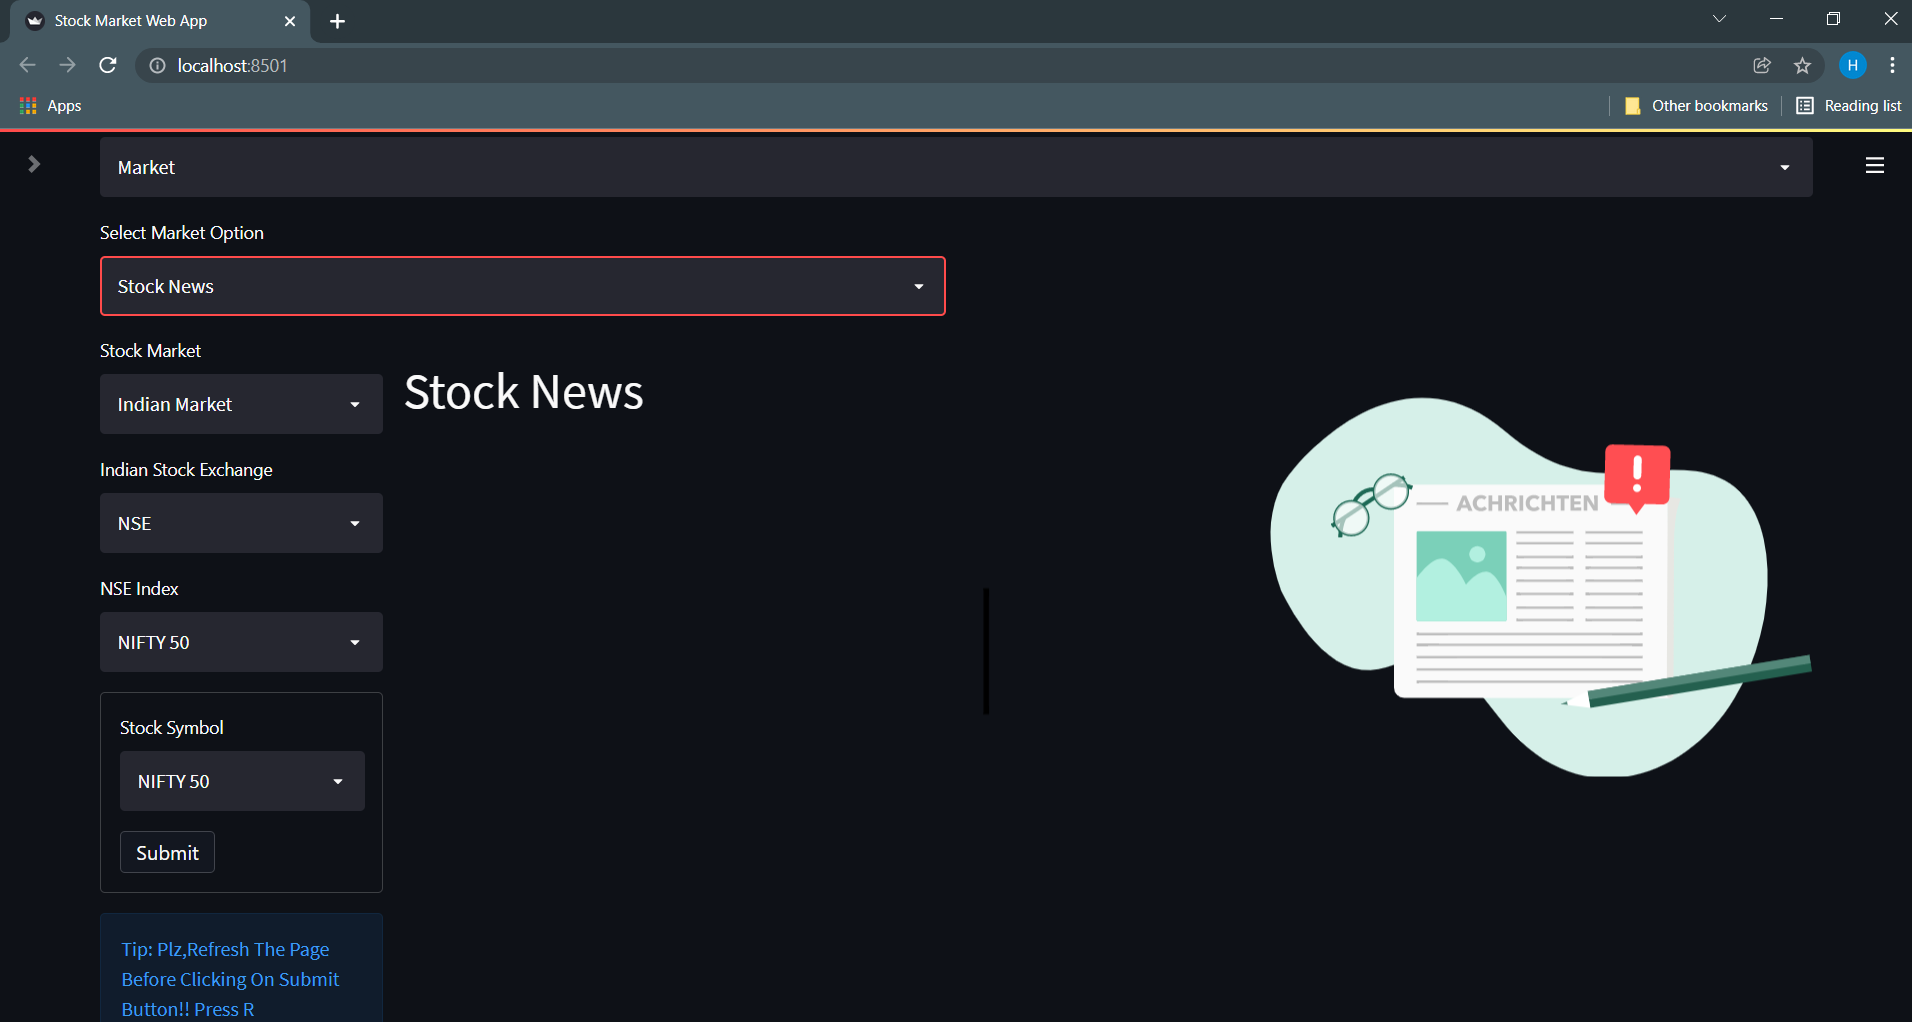 Stock Market Web App
localhost:8501
H
Apps
Other bookmarks
Reading list
Market
Select Market Option
Stock News
Stock Market
Indian Market
Stock News
Indian Stock Exchange
NSE
ACHRICHTEN
!
NSE Index
NIFTY 50
Stock Symbol
NIFTY 50
Submit
Tip: Plz,Refresh The Page
Before Clicking On Submit
Button!! Press R